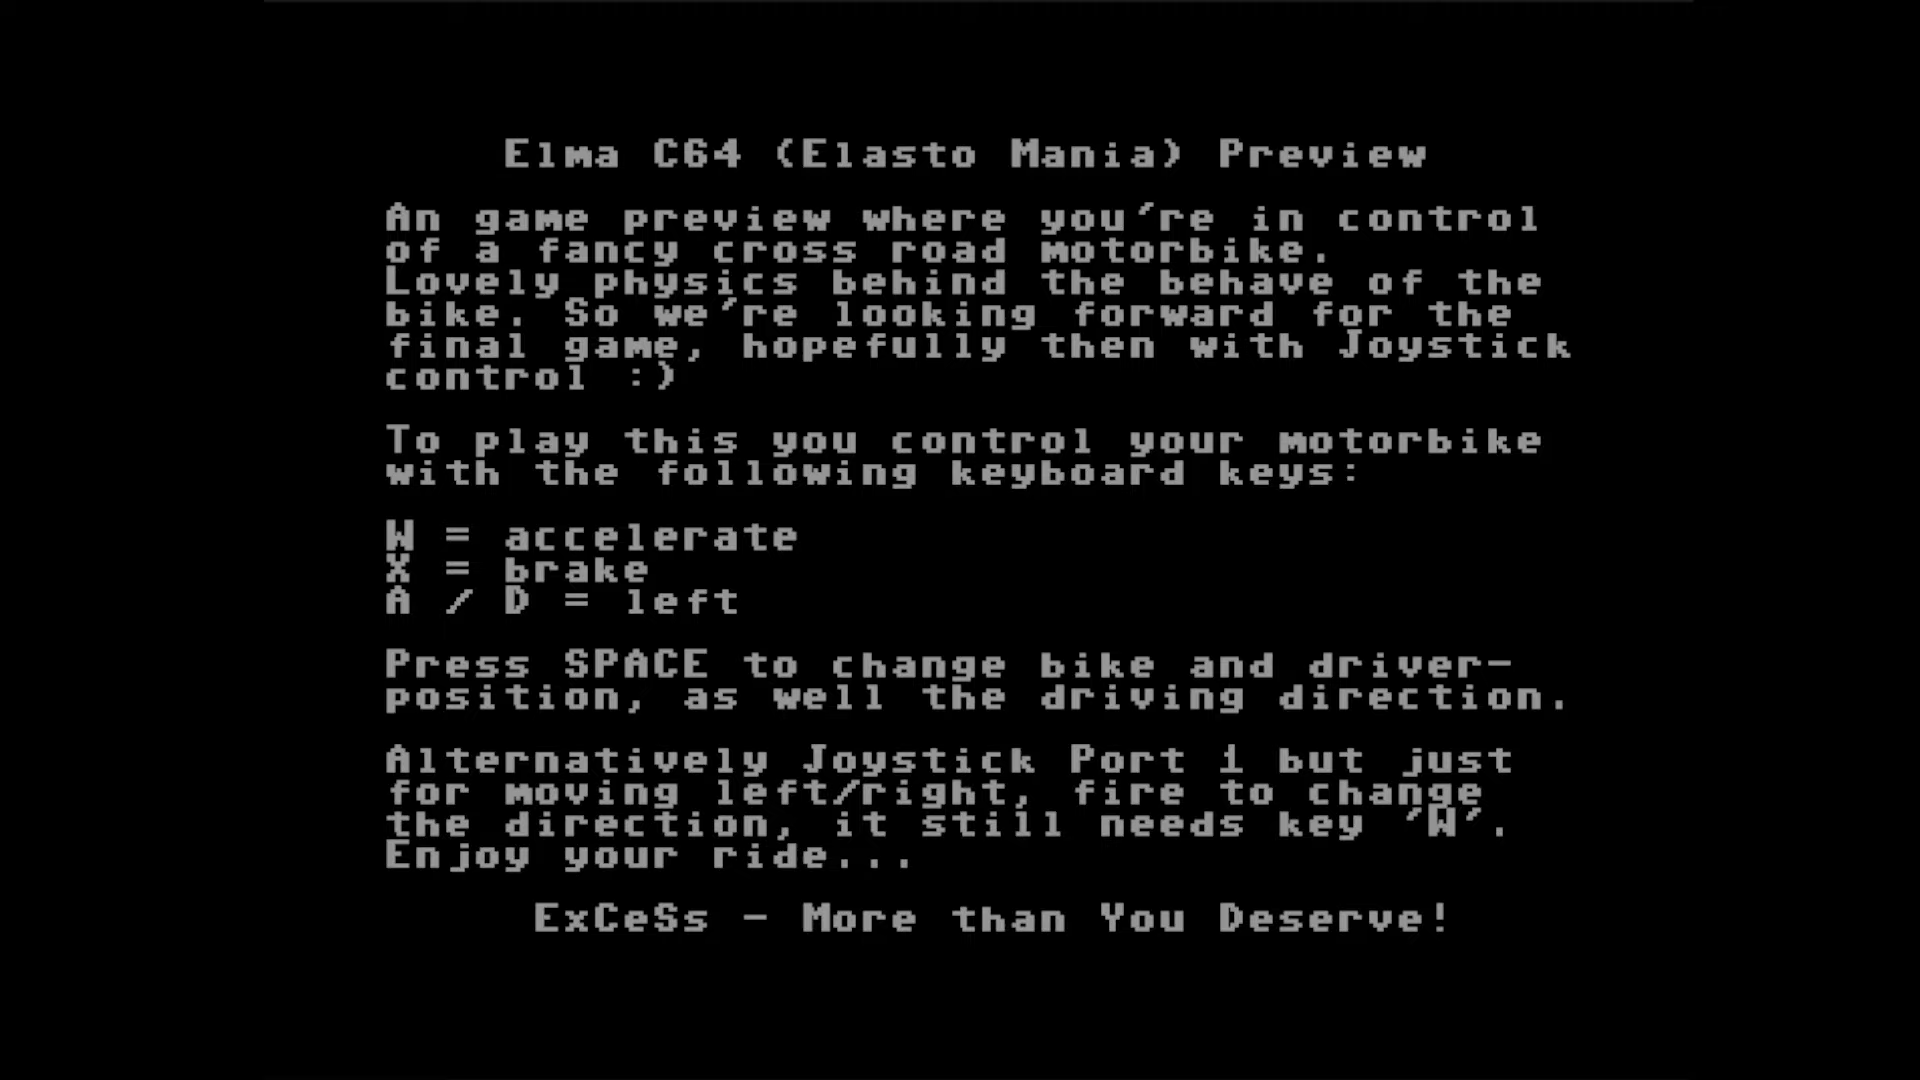 Elma C64 (Elasto Mania) Preview
An game preview where you're in control
of a fancy cross road motorbike.
Lovely physics behind the behave of the
bike. So we're looking forward for the
final game, hopefully then with Joystick
control :)
To play this you control your motorbike
with the following keyboard keys:
W = accelerate
X = brake
A / D = left
Press SPACE to change bike and driver-
position, as well the driving direction.
Alternatively Joystick Port 1 but just
for moving left/right, fire to change
the direction, it still needs key 'W'.
Enjoy your ride...
ExCeSs - More than You Deserve!